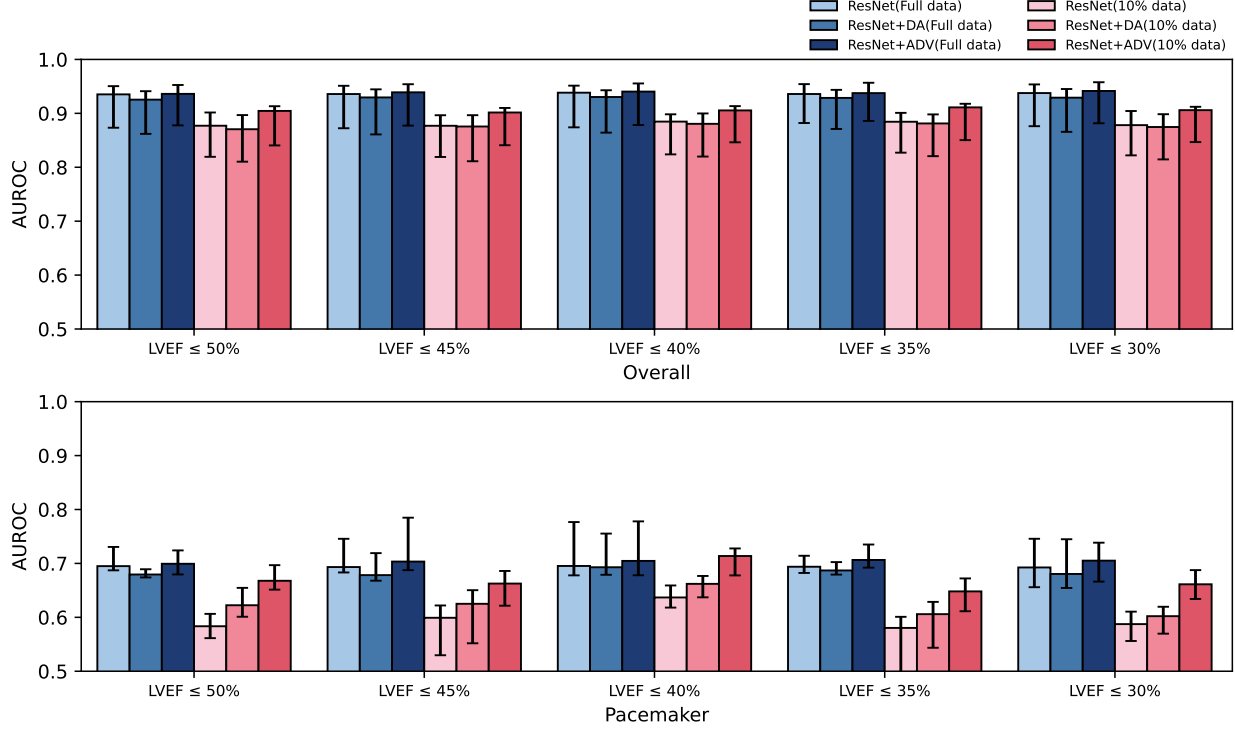 ResNet(Full data)
ResNet+DA(Full data)
ResNet+ADV(Full data)
ResNet(10% data)
ResNet+DA(10% data)
ResNet+ADV(10% data)
1.0
0.9
0.8
0.7
0.6
0.5
AUROC
LVEF ≤ 50%
LVEF ≤ 45%
LVEF ≤ 40%
LVEF ≤ 35%
LVEF ≤ 30%
Overall
1.0
0.9
0.8
0.7
0.6
0.5
AUROC
LVEF ≤ 50%
LVEF ≤ 45%
LVEF ≤ 40%
LVEF ≤ 35%
LVEF ≤ 30%
Pacemaker